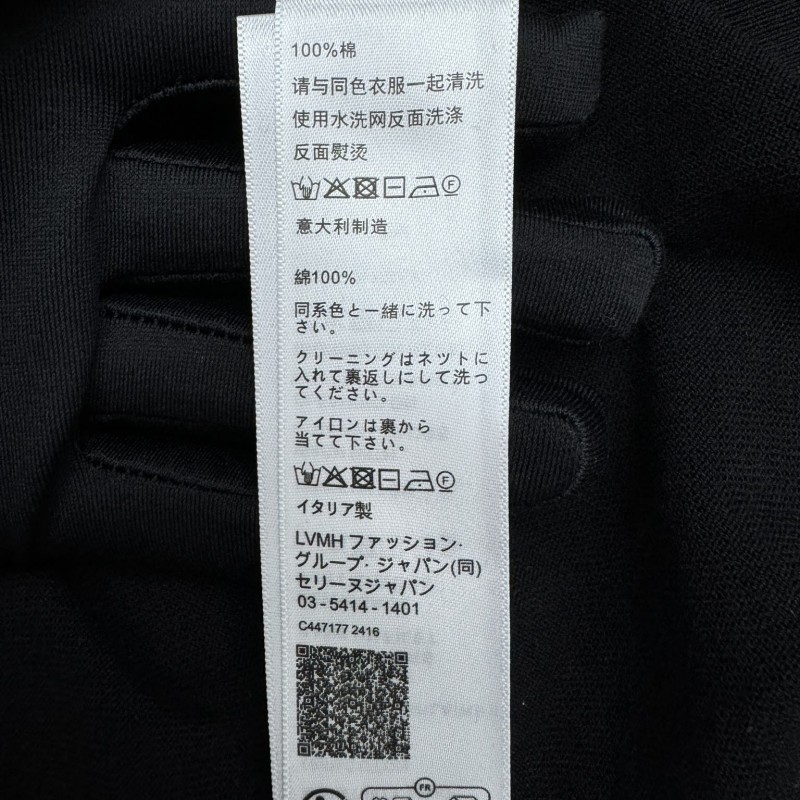 100%棉
请与同色衣服一起清洗
使用水洗网反面洗涤
反面熨烫
F
意大利制造
綿100%
同系色と一緒に洗って下
さい。
クリーニングはネツトに
入れて裏返しにして洗っ
てください。
アイロンは裏から
当てて下さい。
F
イタリア製
LVMH ファッション·
グループ· ジャパン(同)
セリーヌジャパン
03-5414-1401
C447177 2416
FR